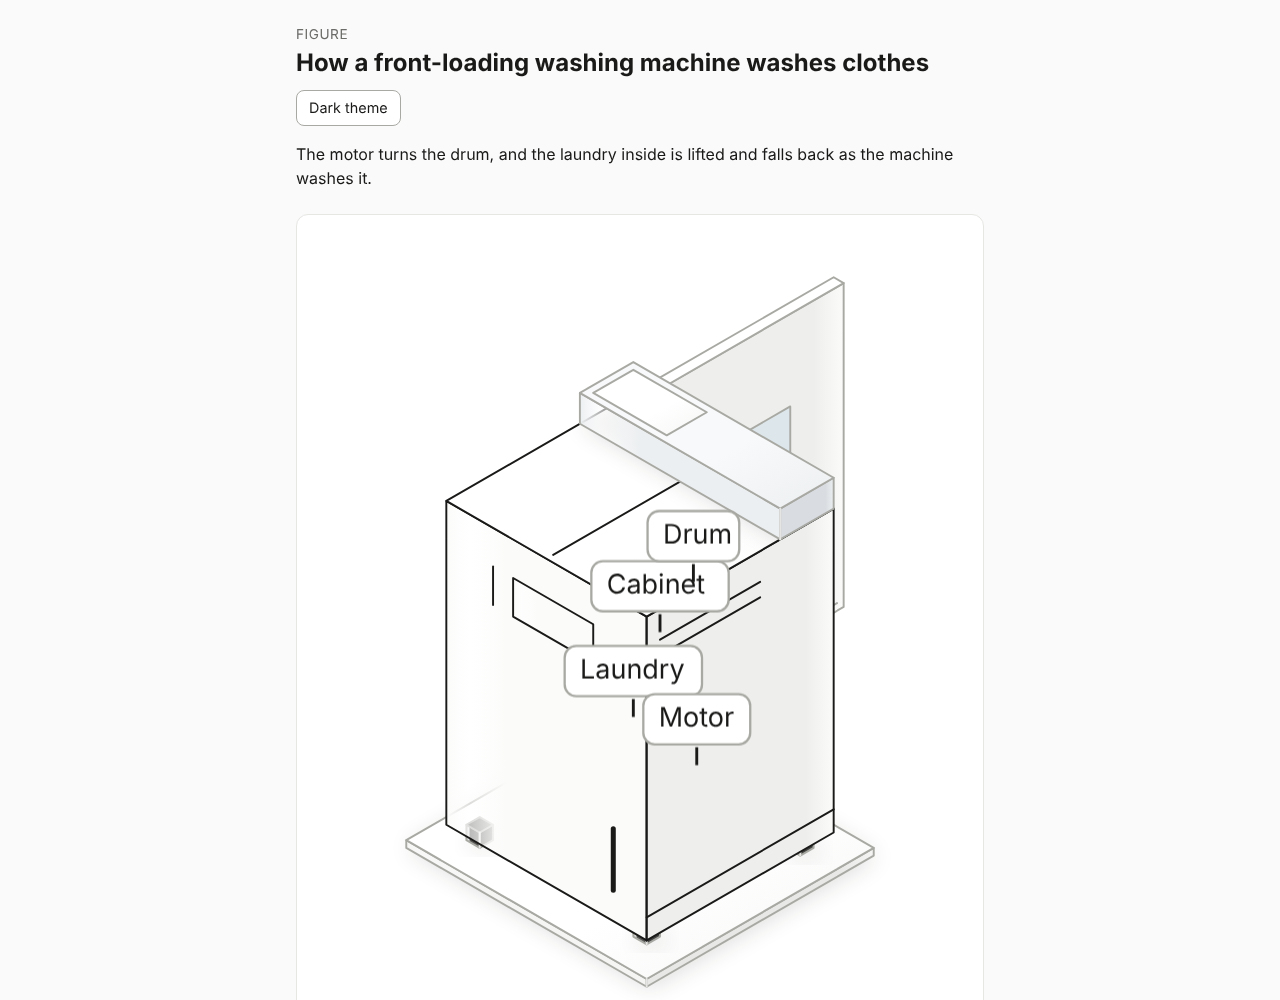 FIGURE
How a front-loading washing machine washes clothes
Dark theme
The motor turns the drum, and the laundry inside is lifted and falls back as the machine
washes it.
Drum
Cabinet
Laundry
Motor